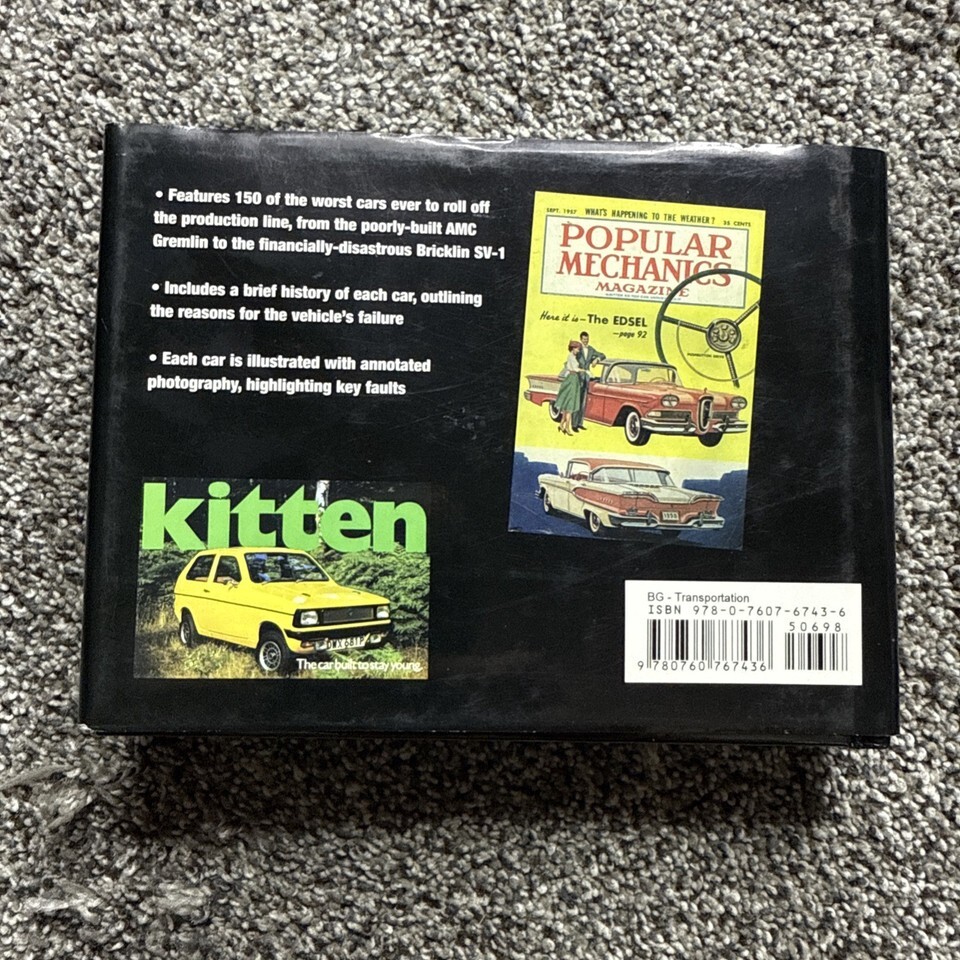 • Features 150 of the worst cars ever to roll off
the production line, from the poorly-built AMC
Gremlin to the financially-disastrous Bricklin SV-1
• Includes a brief history of each car, outlining
the reasons for the vehicle's failure
• Each car is illustrated with annotated
photography, highlighting key faults
SEPT. 1957 WHAT'S HAPPENING TO THE WEATHER? 35 CENTS
POPULAR
MECHANICS
MAGAZINE
Here it is—The EDSEL
—page 92
kitten
The car built to stay young.
BG - Transportation
ISBN 978-0-7607-6743-6
50698
9 780760 767436